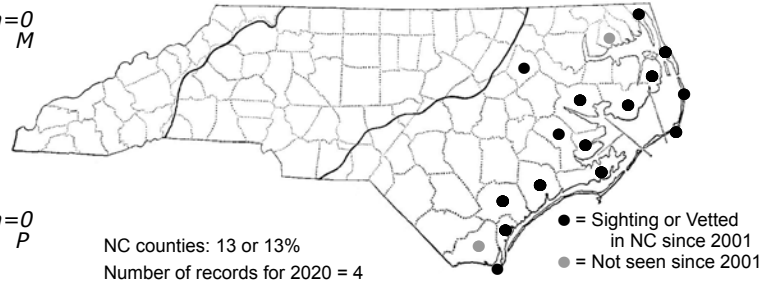 n=0
M
n=0
P
NC counties: 13 or 13%
Number of records for 2020 = 4
= Sighting or Vetted
in NC since 2001
= Not seen since 2001